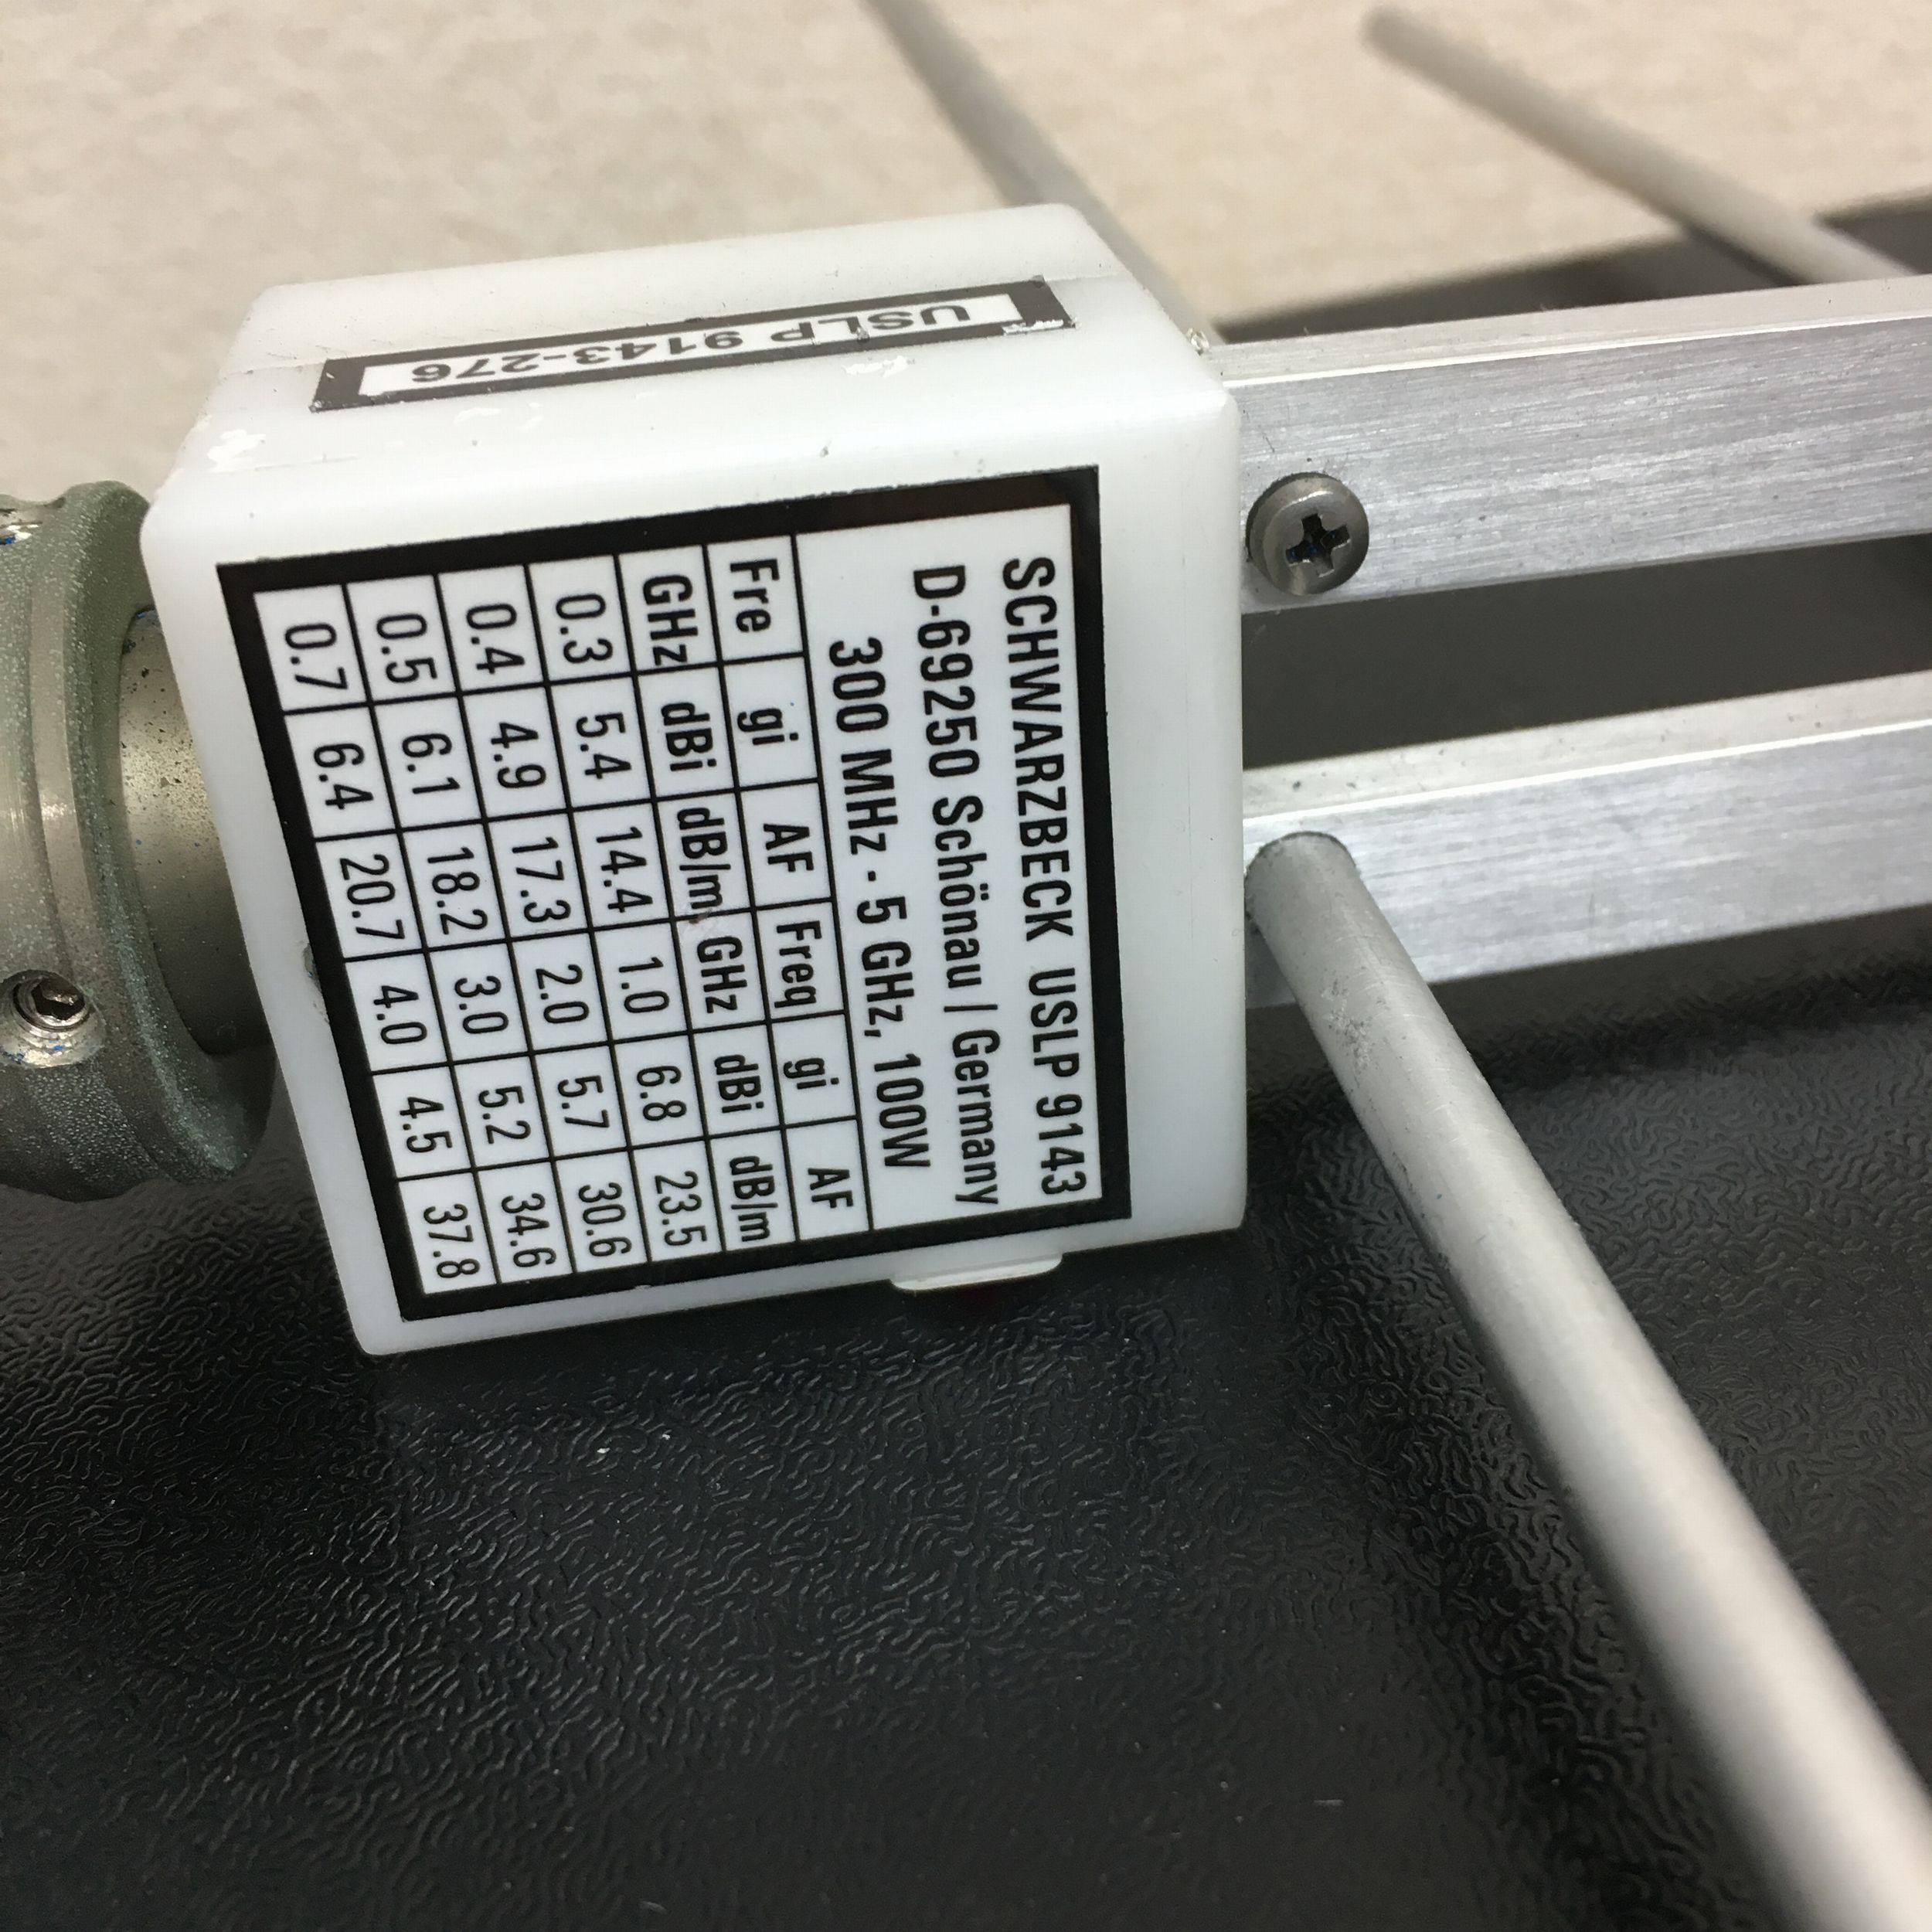 USLP 9143-276
SCHWARZBECK USLP 9143
D-69250 Schönau / Germany
300 MHz - 5 GHz, 100W
Fre gi AF Freq gi AF
GHz dBi dB/m GHz dBi dB/m
0.3 5.4 14.4 1.0 6.8 23.5
0.4 4.9 17.3 2.0 5.7 30.6
0.5 6.1 18.2 3.0 5.2 34.6
0.7 6.4 20.7 4.0 4.5 37.8